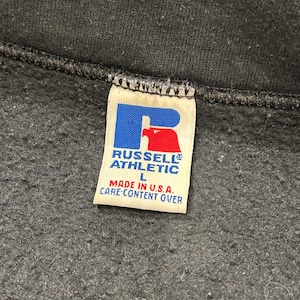 RUSSELL®
ATHLETIC
L
MADE IN U.S.A.
CARE·CONTENT OVER